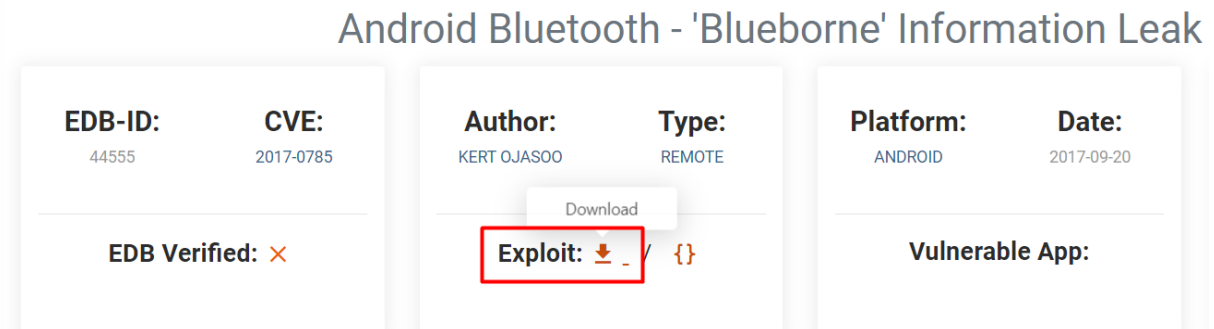 Android Bluetooth - 'Blueborne' Information Leak
EDB-ID: CVE:
44555 2017-0785
EDB Verified: ×
Author: Type:
KERT OJASOO REMOTE
Download
Exploit: _ / {}
Platform: Date:
ANDROID 2017-09-20
Vulnerable App: